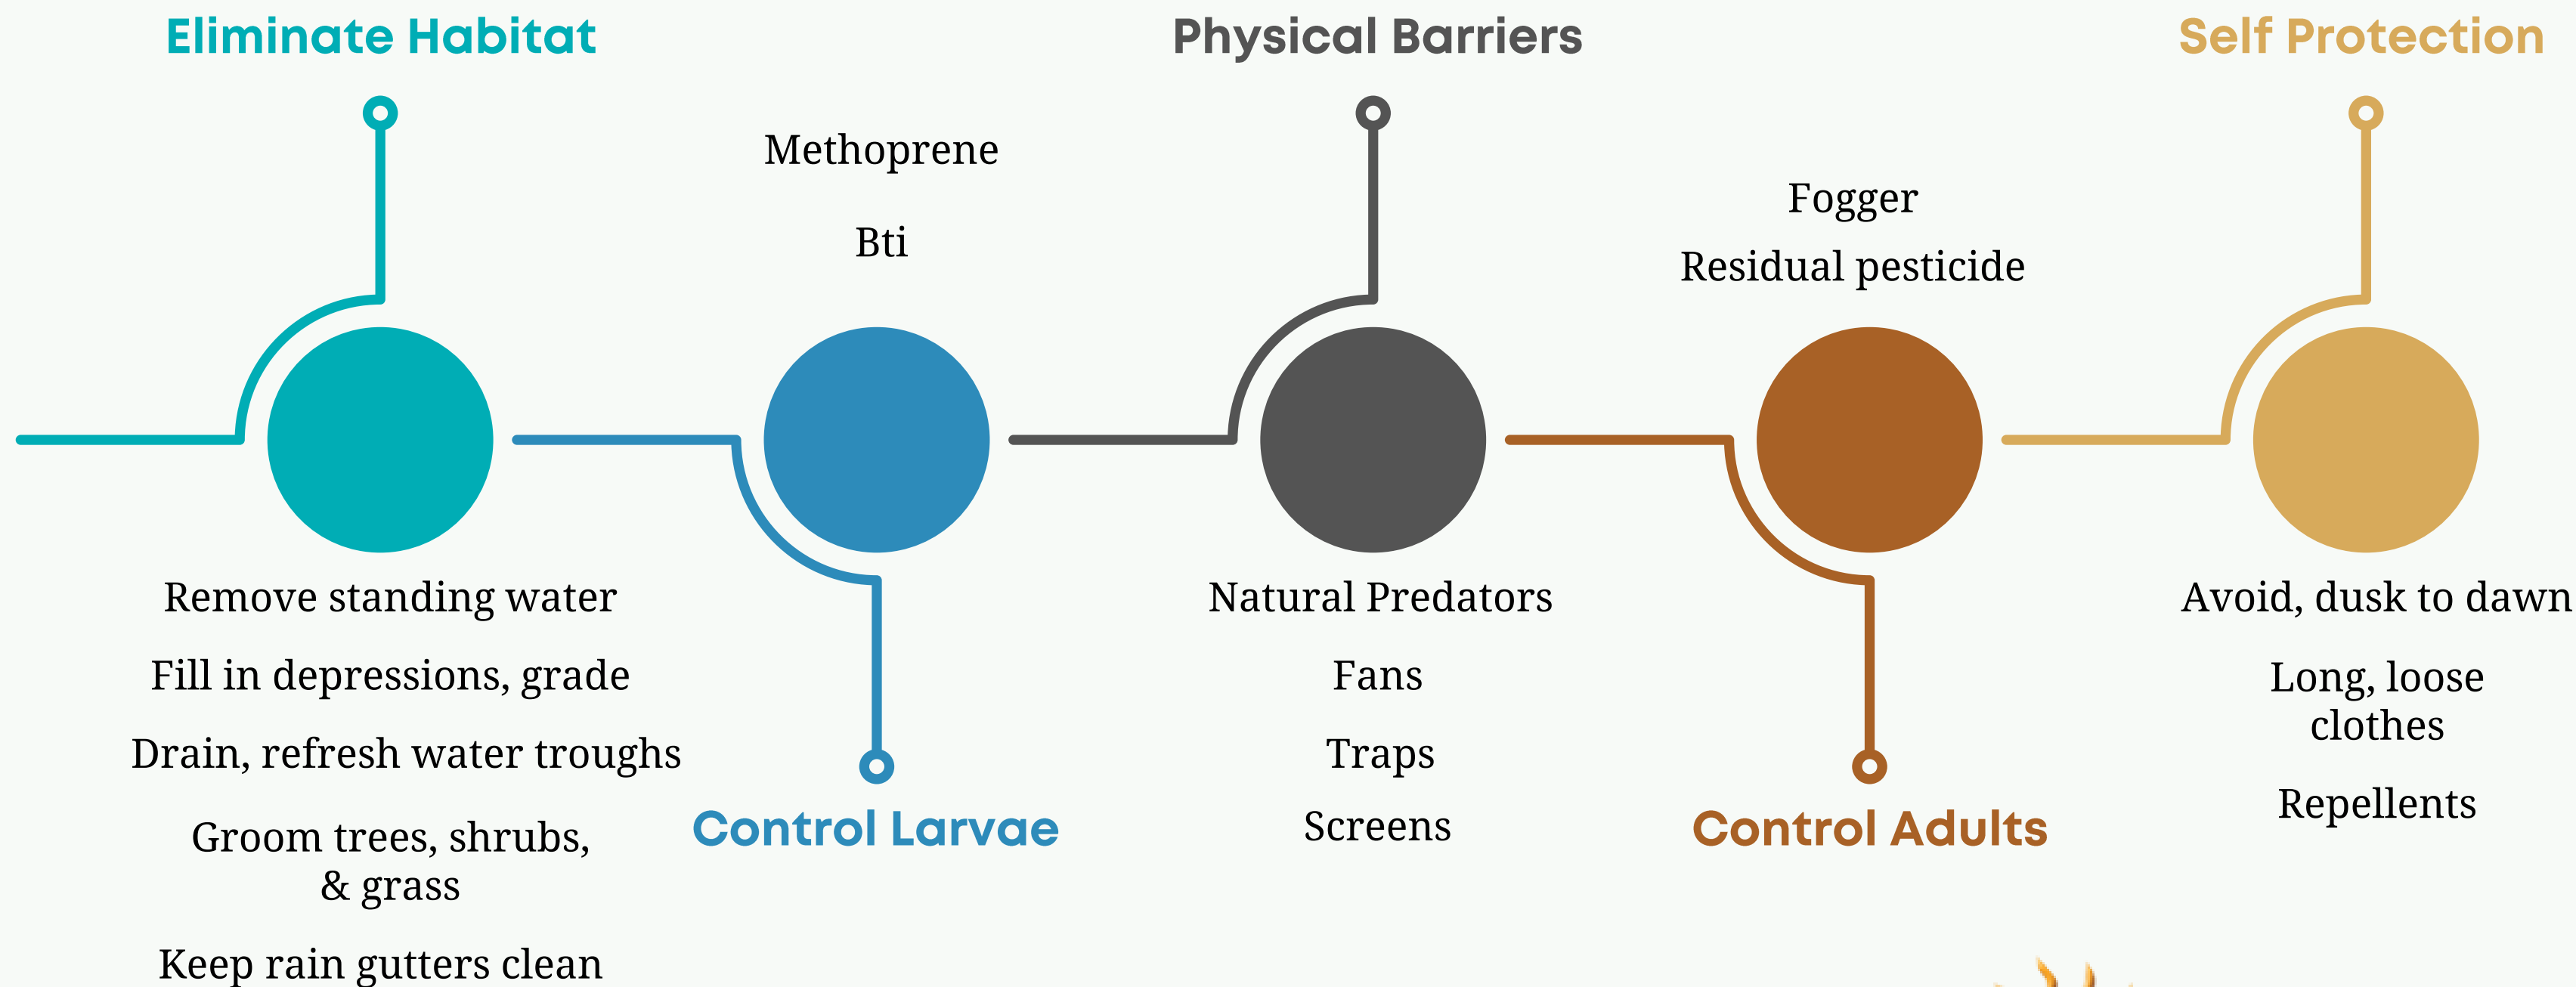 Eliminate Habitat
Remove standing water
Fill in depressions, grade
Drain, refresh water troughs
Groom trees, shrubs,
& grass
Keep rain gutters clean
Methoprene
Bti
Control Larvae
Physical Barriers
Natural Predators
Fans
Traps
Screens
Fogger
Residual pesticide
Control Adults
Self Protection
Avoid, dusk to dawn
Long, loose
clothes
Repellents